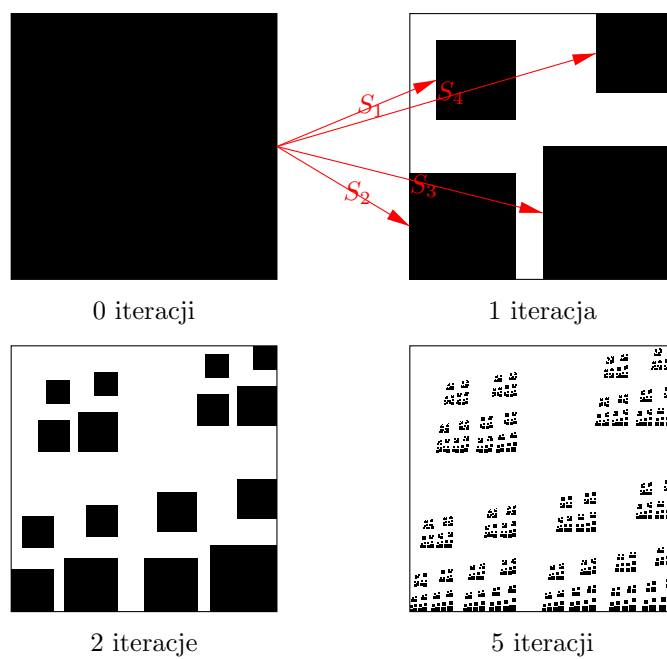 S₁
S₄
S₃
S₂
0 iteracji
1 iteracja
2 iteracje
5 iteracji